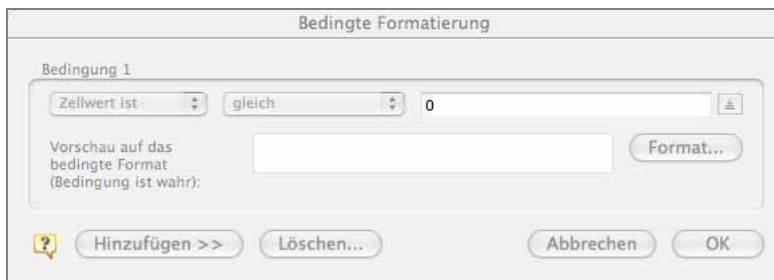 Bedingte Formatierung
Bedingung 1
Zellwert ist gleich 0
Vorschau auf das
bedingte Format
(Bedingung ist wahr):
Format...
? Hinzufügen >> Löschen... Abbrechen OK